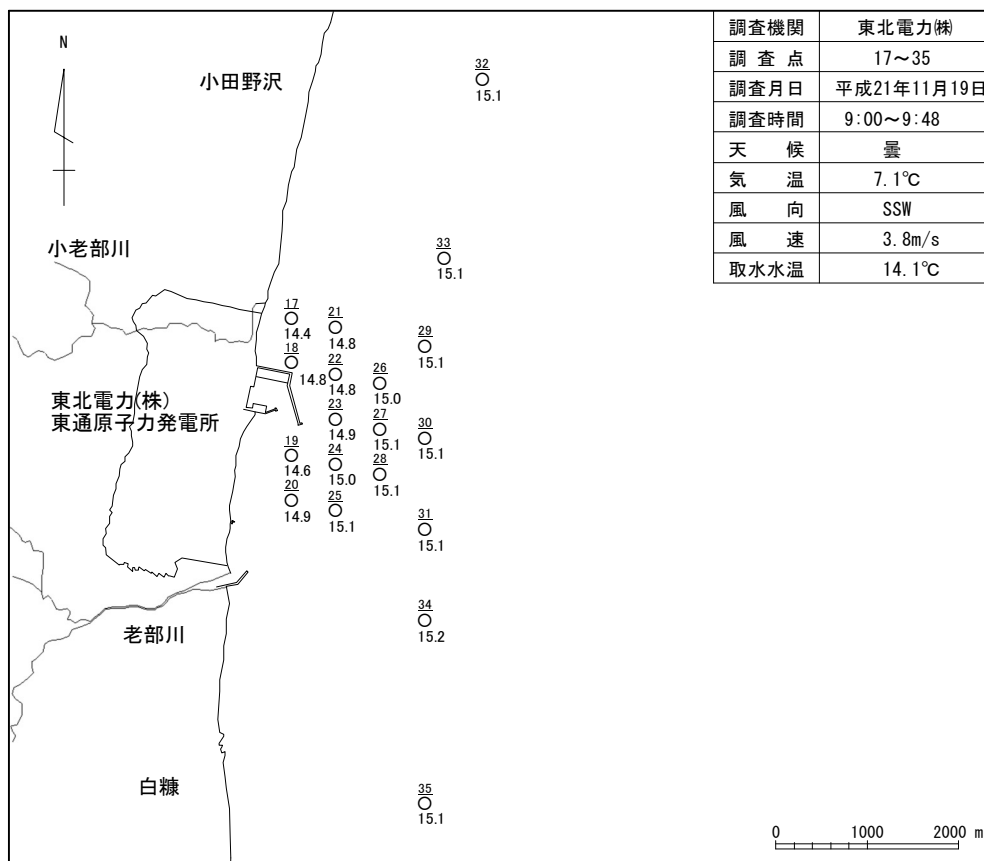 N
小田野沢
32
15.1
調査機関 東北電力㈱
調査点 17～35
調査月日 平成21年11月19日
調査時間 9:00～9:48
天候 曇
気温 7.1℃
風向 SSW
風速 3.8m/s
取水水温 14.1℃
小老部川
33
15.1
17
14.4
21
14.8
29
15.1
18
14.8
22
14.8
26
15.0
東北電力(株)
東通原子力発電所
23
14.9
27
15.1
30
15.1
19
14.6
24
15.0
28
15.1
20
14.9
25
15.1
31
15.1
34
15.2
老部川
白糠
35
15.1
0 1000 2000 m